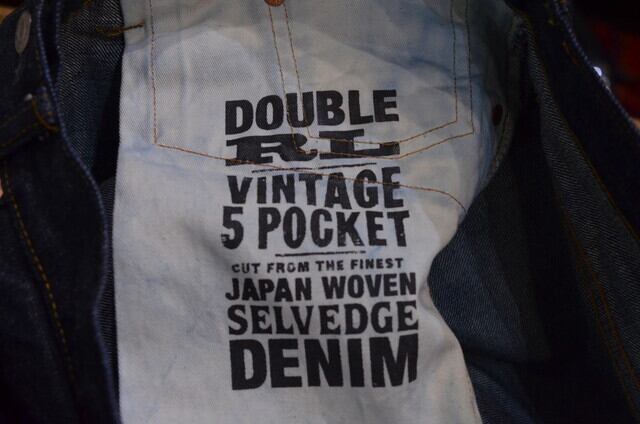 DOUBLE
RL
VINTAGE
5 POCKET
CUT FROM THE FINEST
JAPAN WOVEN
SELVEDGE
DENIM